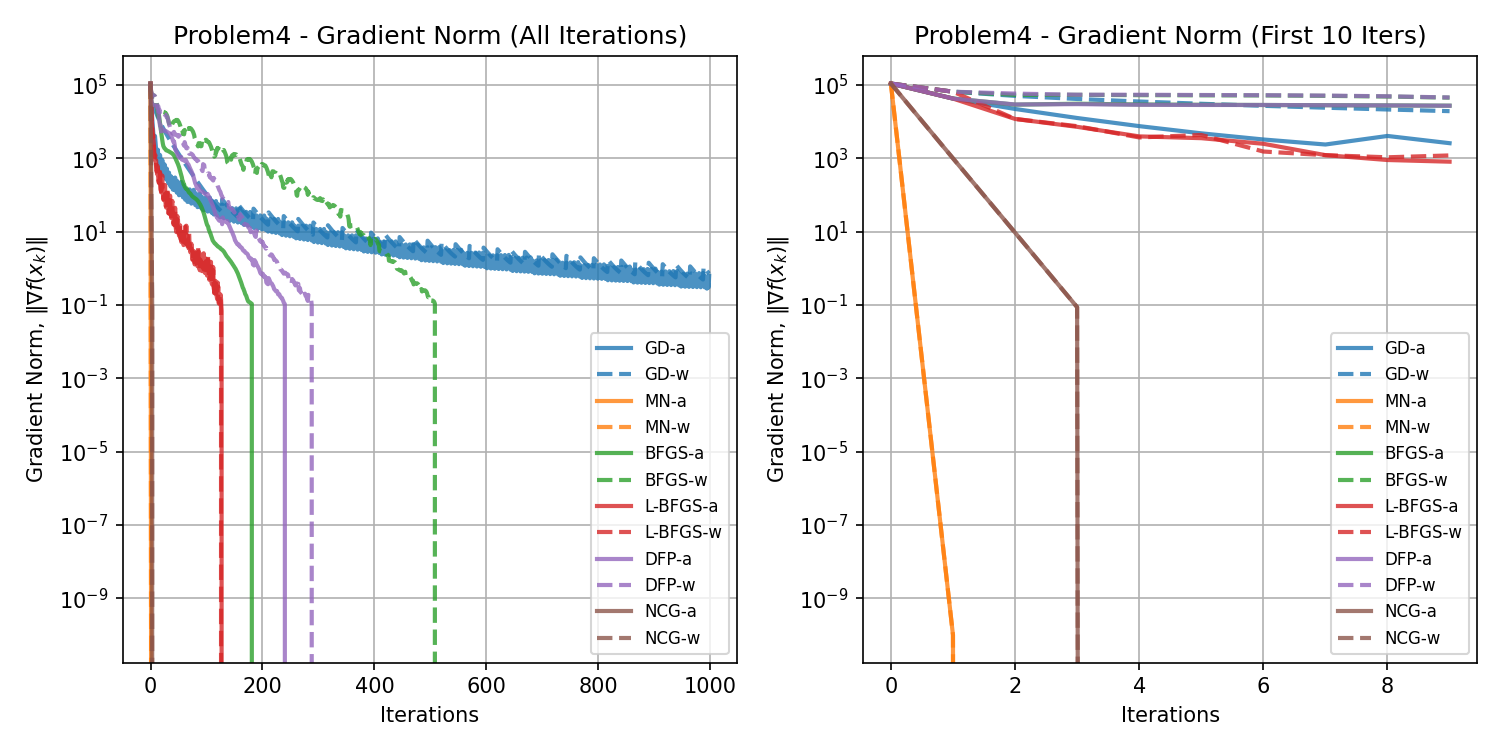 Problem4 - Gradient Norm (All Iterations)
Gradient Norm, ‖∇f(x_k)‖
10^5
10^3
10^1
10^-1
10^-3
10^-5
10^-7
10^-9
0 200 400 600 800 1000
Iterations
GD-a
GD-w
MN-a
MN-w
BFGS-a
BFGS-w
L-BFGS-a
L-BFGS-w
DFP-a
DFP-w
NCG-a
NCG-w
Problem4 - Gradient Norm (First 10 Iters)
Gradient Norm, ‖∇f(x_k)‖
10^5
10^3
10^1
10^-1
10^-3
10^-5
10^-7
10^-9
0 2 4 6 8
Iterations
GD-a
GD-w
MN-a
MN-w
BFGS-a
BFGS-w
L-BFGS-a
L-BFGS-w
DFP-a
DFP-w
NCG-a
NCG-w